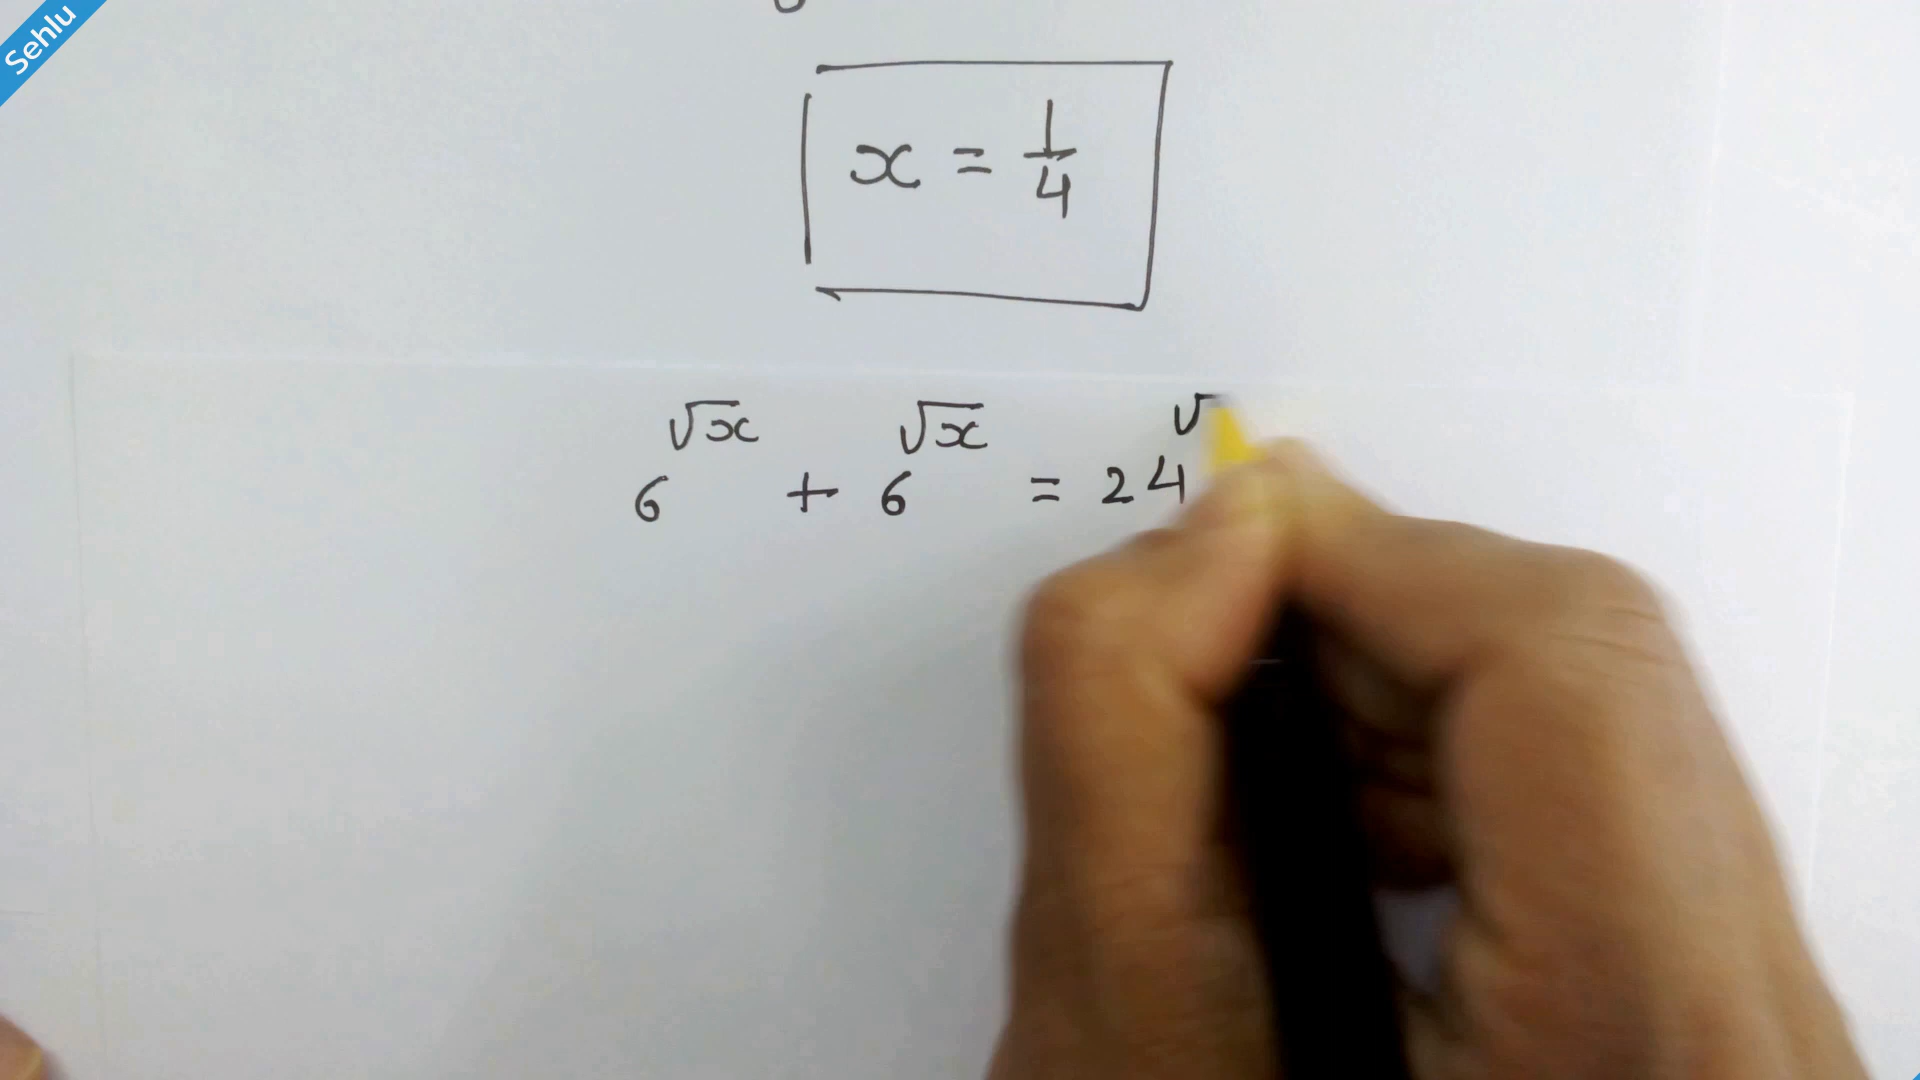 Sehlu
x = 1/4
6^√x + 6^√x = 24^√